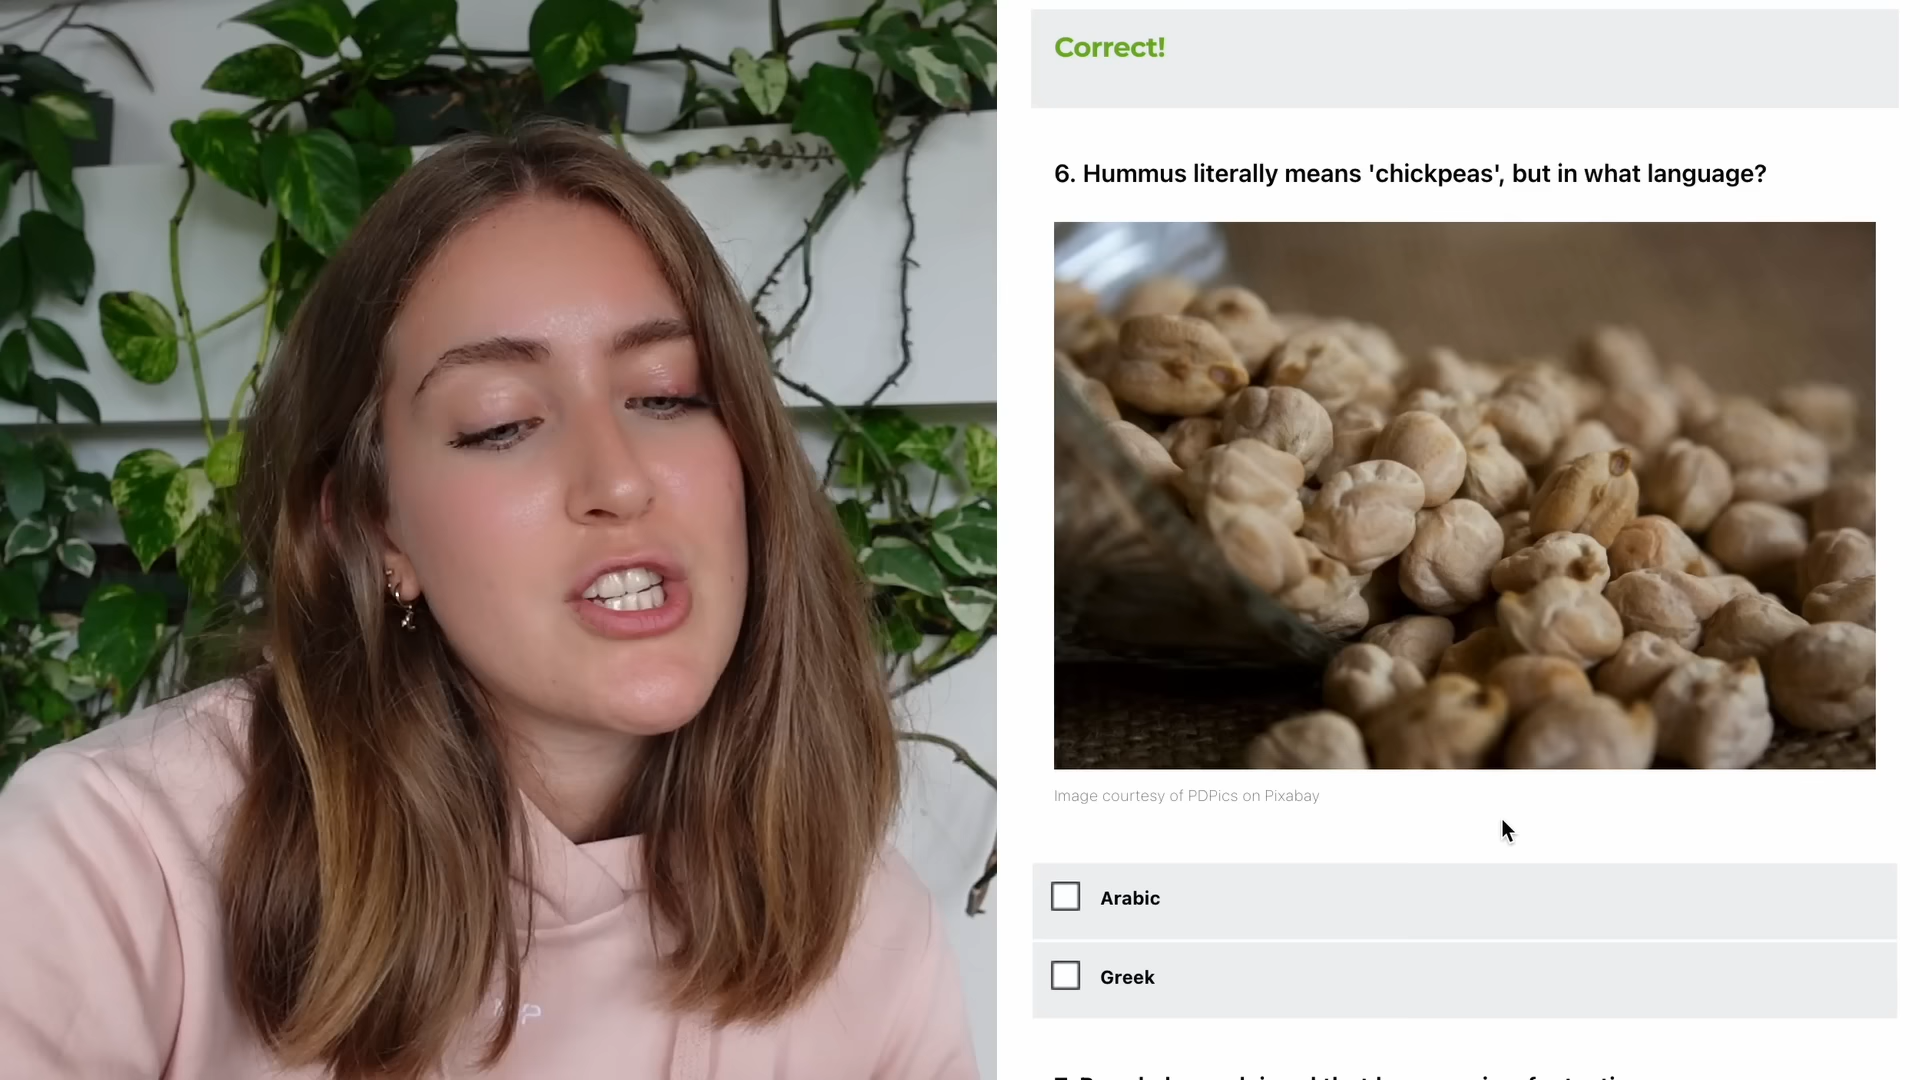 Correct!
6. Hummus literally means 'chickpeas', but in what language?
Image courtesy of PDPics on Pixabay
Arabic
Greek